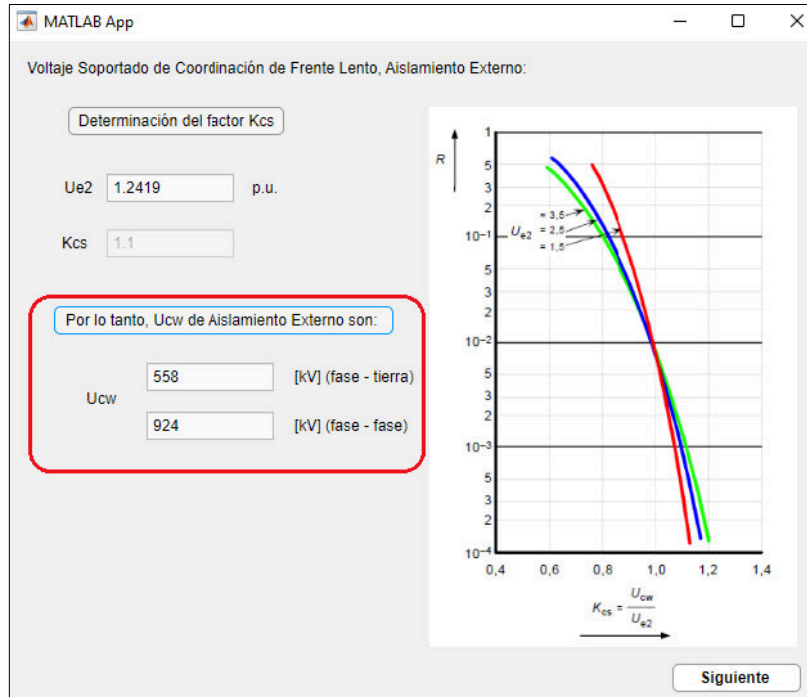 MATLAB App
Voltaje Soportado de Coordinación de Frente Lento, Aislamiento Externo:
Determinación del factor Kcs
Ue2 1.2419 p.u.
Kcs 1.1
Por lo tanto, Ucw de Aislamiento Externo son:
Ucw
558 [kV] (fase - tierra)
924 [kV] (fase - fase)
R
1
5
3
2
10⁻¹
5
3
2
10⁻²
5
3
2
10⁻³
5
3
2
10⁻⁴
Ue2
= 3,5
= 2,5
= 1,5
0,4 0,6 0,8 1,0 1,2 1,4
Kcs = Ucw / Ue2
Siguiente